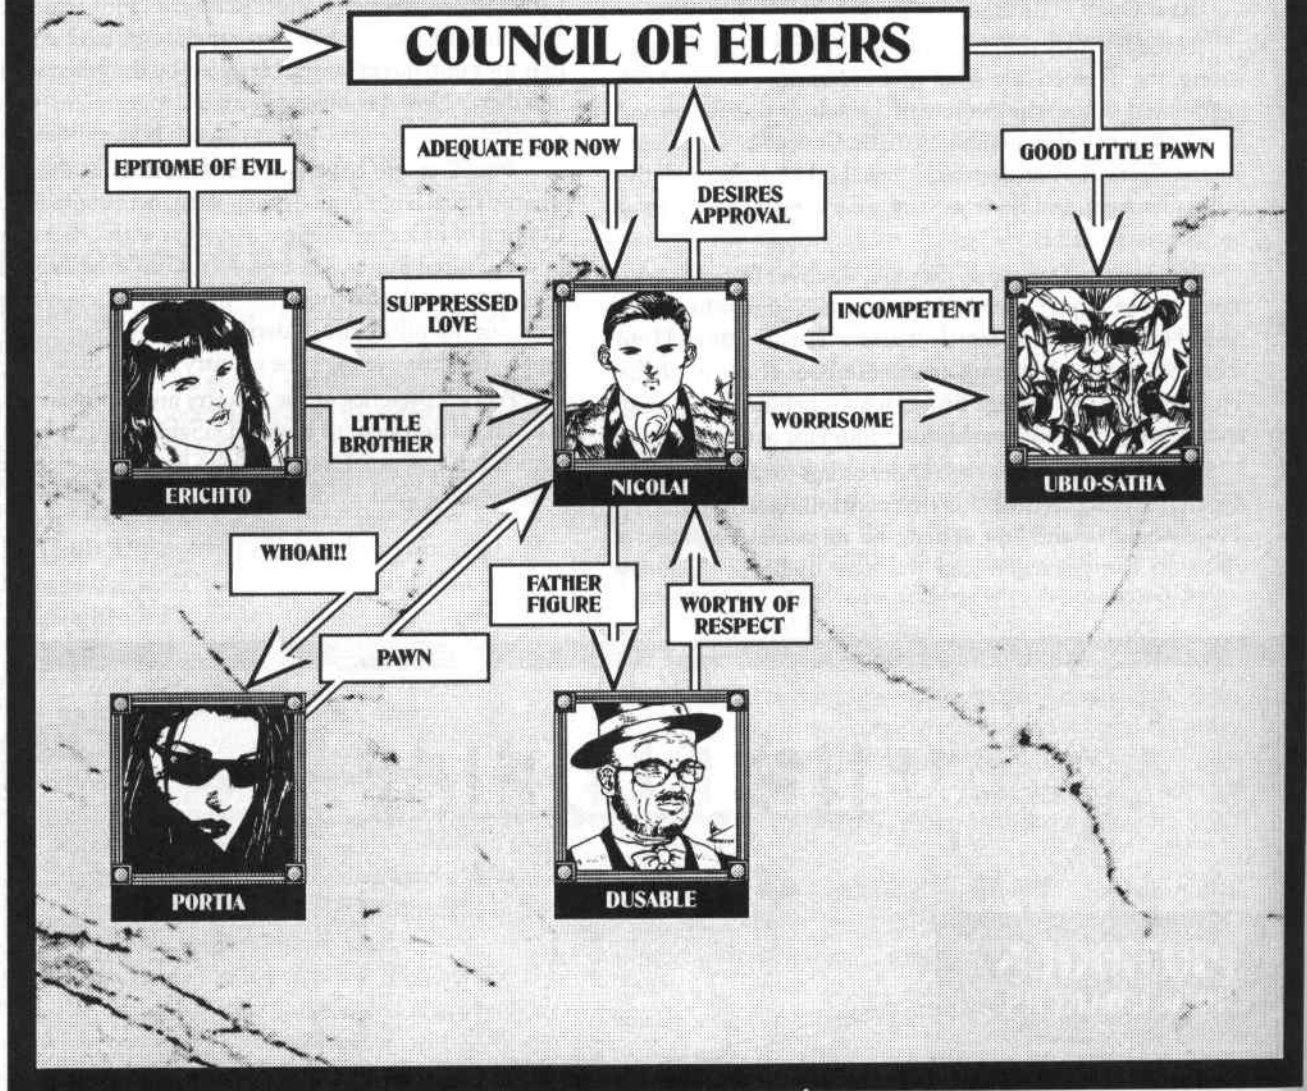 COUNCIL OF ELDERS
EPITOME OF EVIL
ADEQUATE FOR NOW
DESIRES
APPROVAL
GOOD LITTLE PAWN
SUPPRESSED
LOVE
INCOMPETENT
LITTLE
BROTHER
WORRISOME
ERICHTO
NICOLAI
UBLO-SATHA
WHOAH!!
FATHER
FIGURE
WORTHY OF
RESPECT
PAWN
PORTIA
DUSABLE